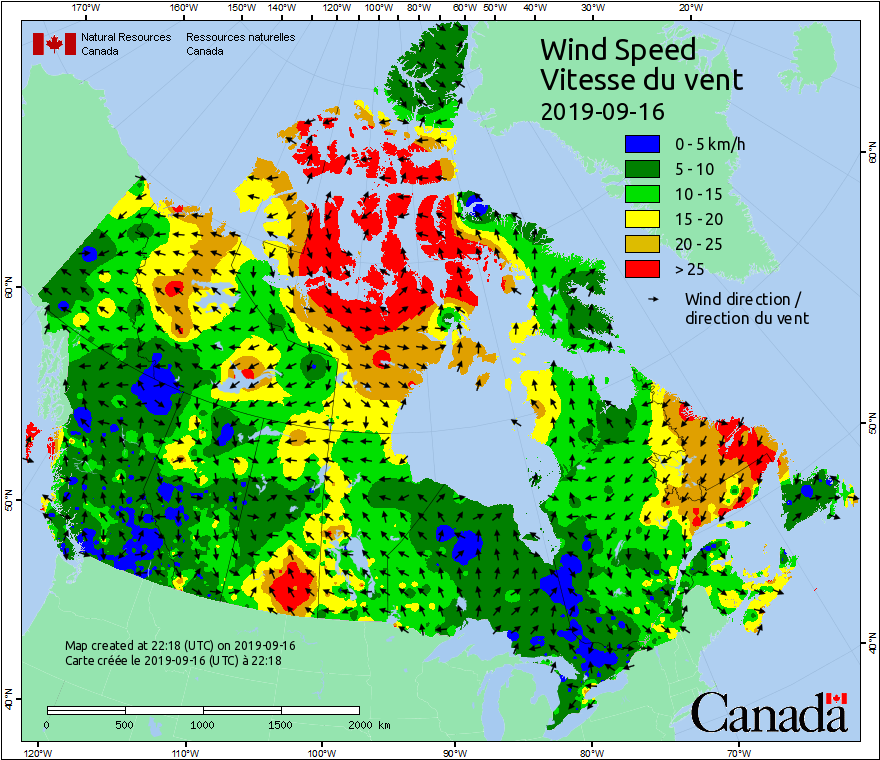 170°W 160°W 150°W 140°W 120°W 100°W 80°W 60°W 50°W 40°W 30°W 20°W
Natural Resources Ressources naturelles
Canada Canada
Wind Speed
Vitesse du vent
2019-09-16
0 - 5 km/h
5 - 10
10 - 15
15 - 20
20 - 25
> 25
Wind direction /
direction du vent
60°N
50°N
40°N
60°N
50°N
40°N
Map created at 22:18 (UTC) on 2019-09-16
Carte créée le 2019-09-16 (UTC) à 22:18
0 500 1000 1500 2000 km
Canada
120°W 110°W 100°W 90°W 80°W 70°W